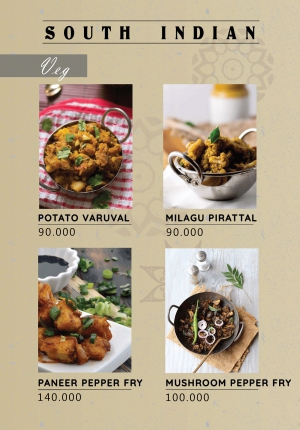 SOUTH INDIAN
Veg
POTATO VARUVAL
90.000
MILAGU PIRATTAL
90.000
PANEER PEPPER FRY
140.000
MUSHROOM PEPPER FRY
100.000